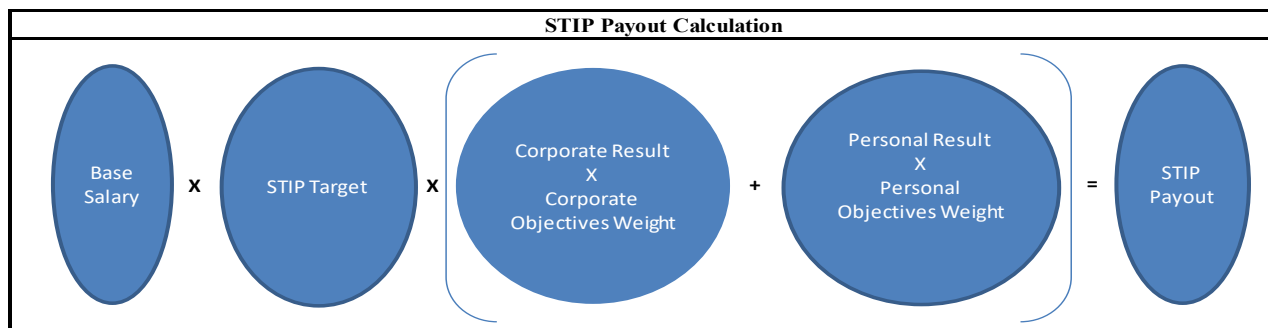 STIP Payout Calculation
Base
Salary
X
STIP Target
X
Corporate Result
X
Corporate
Objectives Weight
+
Personal Result
X
Personal
Objectives Weight
=
STIP
Payout